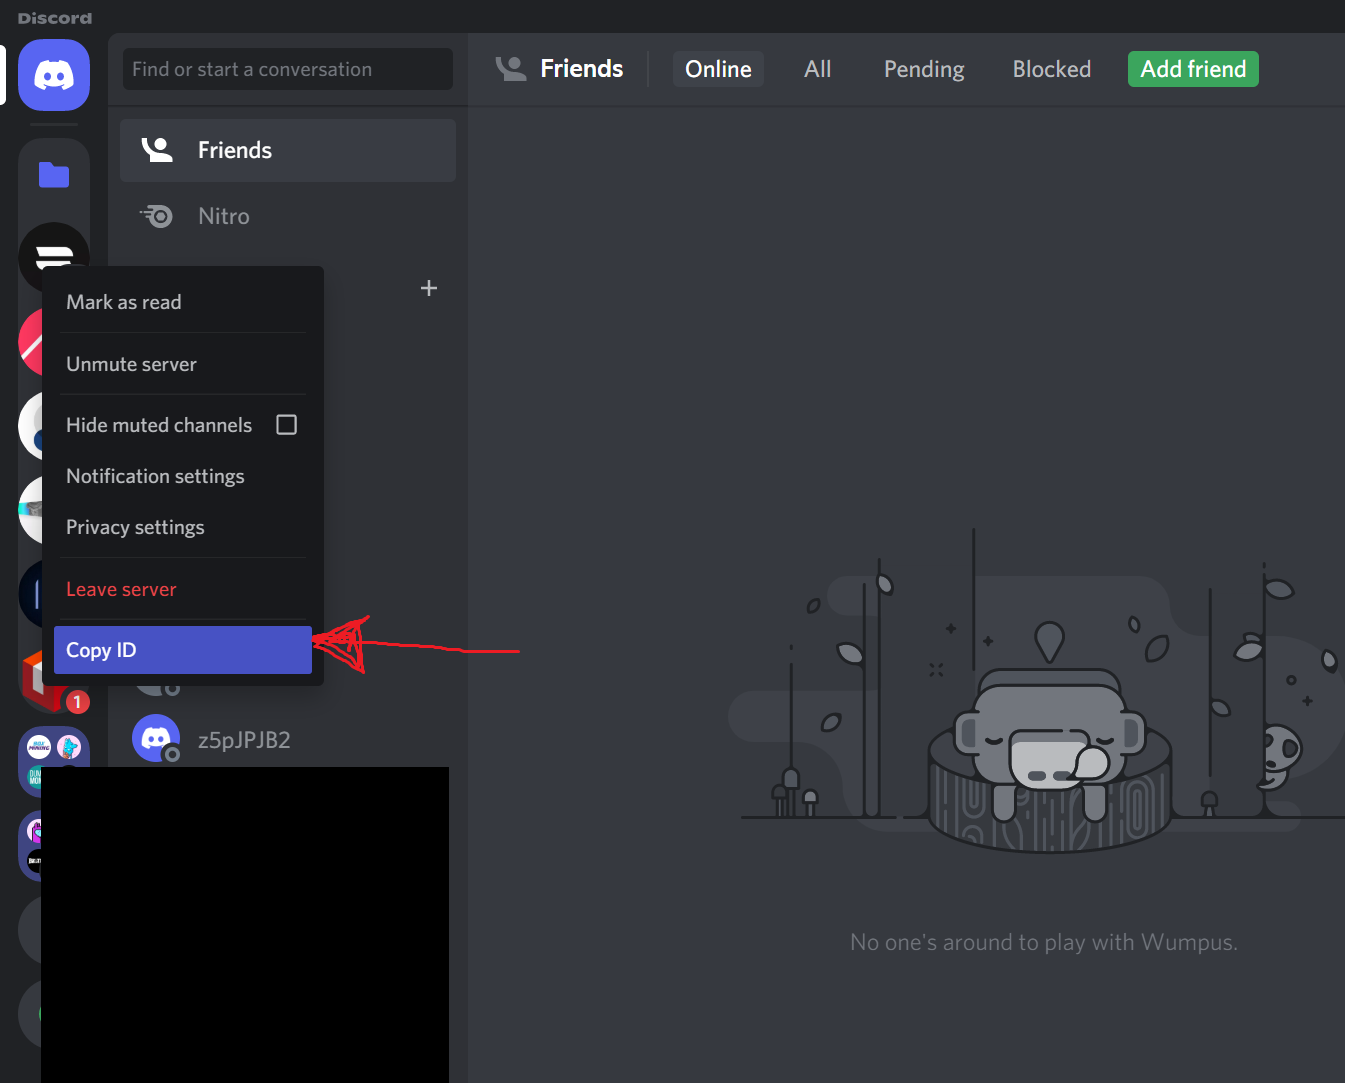 Discord
Find or start a conversation
Friends
Online
All
Pending
Blocked
Add friend
Friends
Nitro
Mark as read
Unmute server
Hide muted channels
Notification settings
Privacy settings
Leave server
Copy ID
1
z5pJPJB2
No one's around to play with Wumpus.